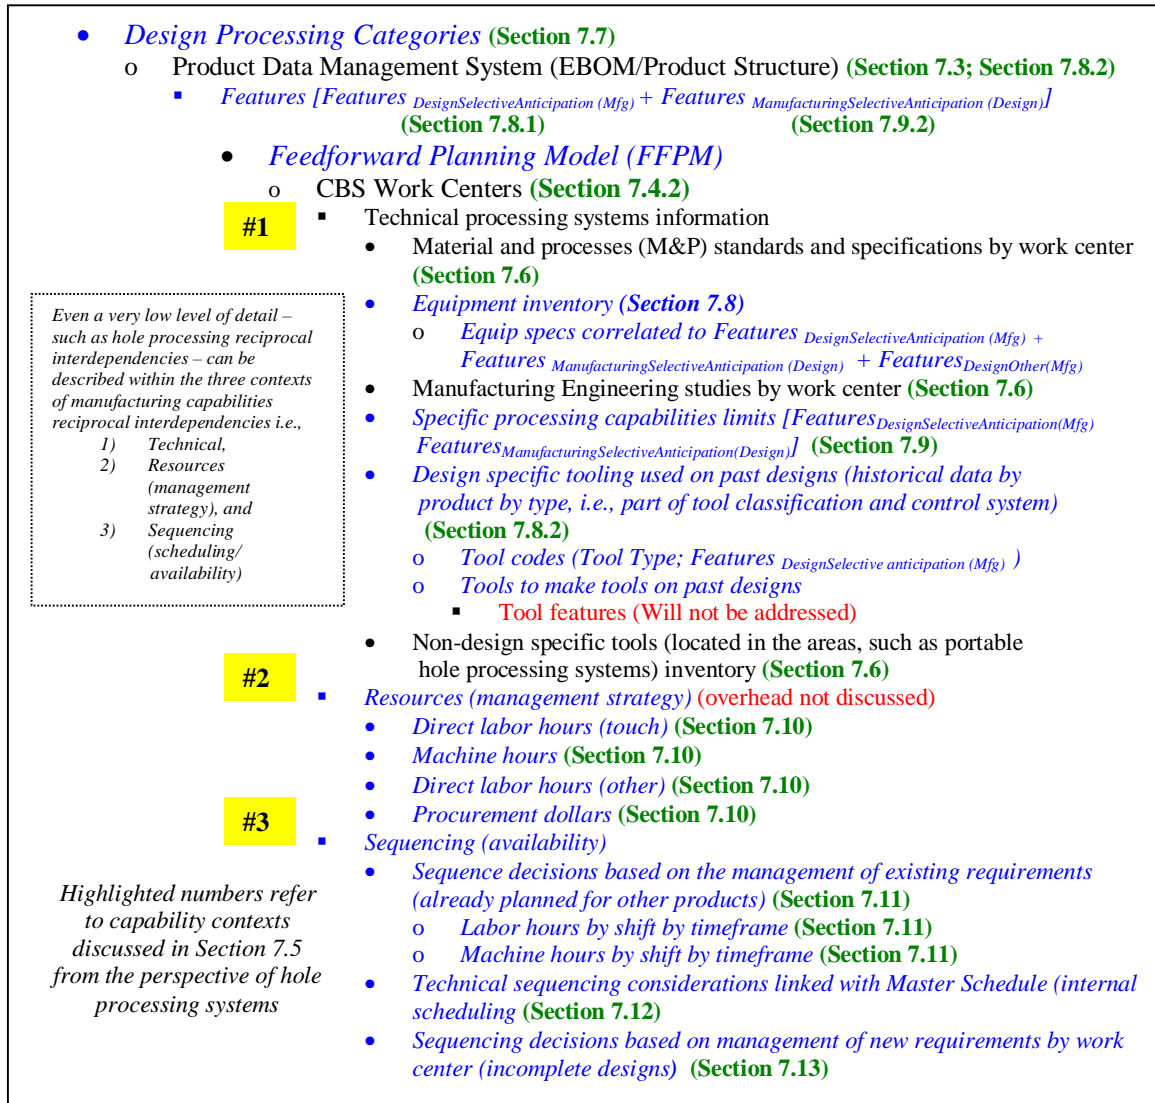 • Design Processing Categories (Section 7.7)
o Product Data Management System (EBOM/Product Structure) (Section 7.3; Section 7.8.2)
▪ Features [Features DesignSelectiveAnticipation (Mfg) + Features ManufacturingSelectiveAnticipation (Design)]
(Section 7.8.1) (Section 7.9.2)
• Feedforward Planning Model (FFPM)
o CBS Work Centers (Section 7.4.2)
#1
▪ Technical processing systems information
• Material and processes (M&P) standards and specifications by work center
(Section 7.6)
• Equipment inventory (Section 7.8)
o Equip specs correlated to Features DesignSelectiveAnticipation (Mfg) +
Features ManufacturingSelectiveAnticipation (Design) + FeaturesDesignOther(Mfg)
• Manufacturing Engineering studies by work center (Section 7.6)
• Specific processing capabilities limits [FeaturesDesignSelectiveAnticipation(Mfg)
FeaturesManufacturingSelectiveAnticipation(Design)] (Section 7.9)
• Design specific tooling used on past designs (historical data by
product by type, i.e., part of tool classification and control system)
(Section 7.8.2)
o Tool codes (Tool Type; Features DesignSelective anticipation (Mfg) )
o Tools to make tools on past designs
▪ Tool features (Will not be addressed)
• Non-design specific tools (located in the areas, such as portable
hole processing systems) inventory (Section 7.6)
Even a very low level of detail –
such as hole processing reciprocal
interdependencies – can be
described within the three contexts
of manufacturing capabilities
reciprocal interdependencies i.e.,
1) Technical,
2) Resources
(management
strategy), and
3) Sequencing
(scheduling/
availability)
#2
▪ Resources (management strategy) (overhead not discussed)
• Direct labor hours (touch) (Section 7.10)
• Machine hours (Section 7.10)
• Direct labor hours (other) (Section 7.10)
• Procurement dollars (Section 7.10)
#3
▪ Sequencing (availability)
• Sequence decisions based on the management of existing requirements
(already planned for other products) (Section 7.11)
o Labor hours by shift by timeframe (Section 7.11)
o Machine hours by shift by timeframe (Section 7.11)
• Technical sequencing considerations linked with Master Schedule (internal
scheduling (Section 7.12)
• Sequencing decisions based on management of new requirements by work
center (incomplete designs) (Section 7.13)
Highlighted numbers refer
to capability contexts
discussed in Section 7.5
from the perspective of hole
processing systems